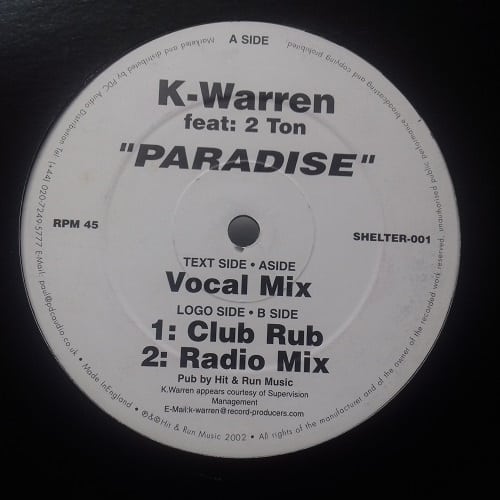 A SIDE
K-Warren
feat: 2 Ton
"PARADISE"
RPM 45
SHELTER-001
TEXT SIDE • ASIDE
Vocal Mix
LOGO SIDE • B SIDE
1: Club Rub
2: Radio Mix
Pub by Hit & Run Music
K.Warren appears courtesy of Supervision
Management
E-Mail:k-warren@record-producers.com
Marketed and distributed by PDC Audio Distribution Tel: (+44) 020-7249-5777 E-Mail: paul@pdcaudio.co.uk • Made InEngland • ℗&©Hit & Run Music 2002 • All rights of the manufacturer and of the owner of the recorded work reserved, unauthorised public performance broadcasting and copying prohibited.